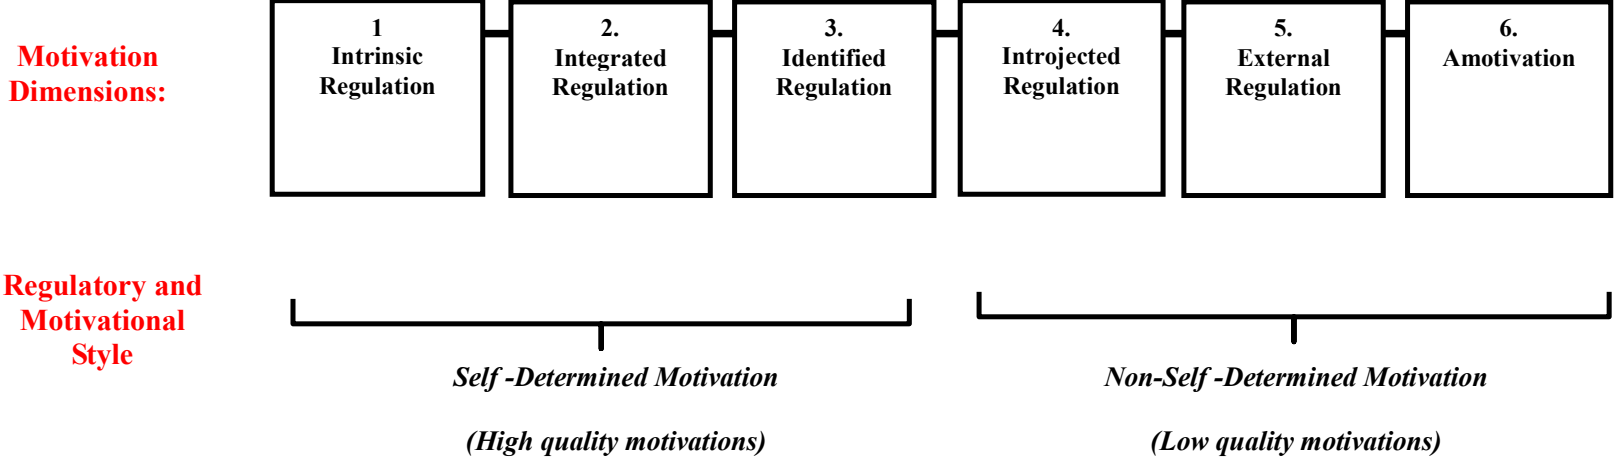 Motivation
Dimensions:
1
Intrinsic
Regulation
2.
Integrated
Regulation
3.
Identified
Regulation
4.
Introjected
Regulation
5.
External
Regulation
6.
Amotivation
Regulatory and
Motivational
Style
Self -Determined Motivation
(High quality motivations)
Non-Self -Determined Motivation
(Low quality motivations)